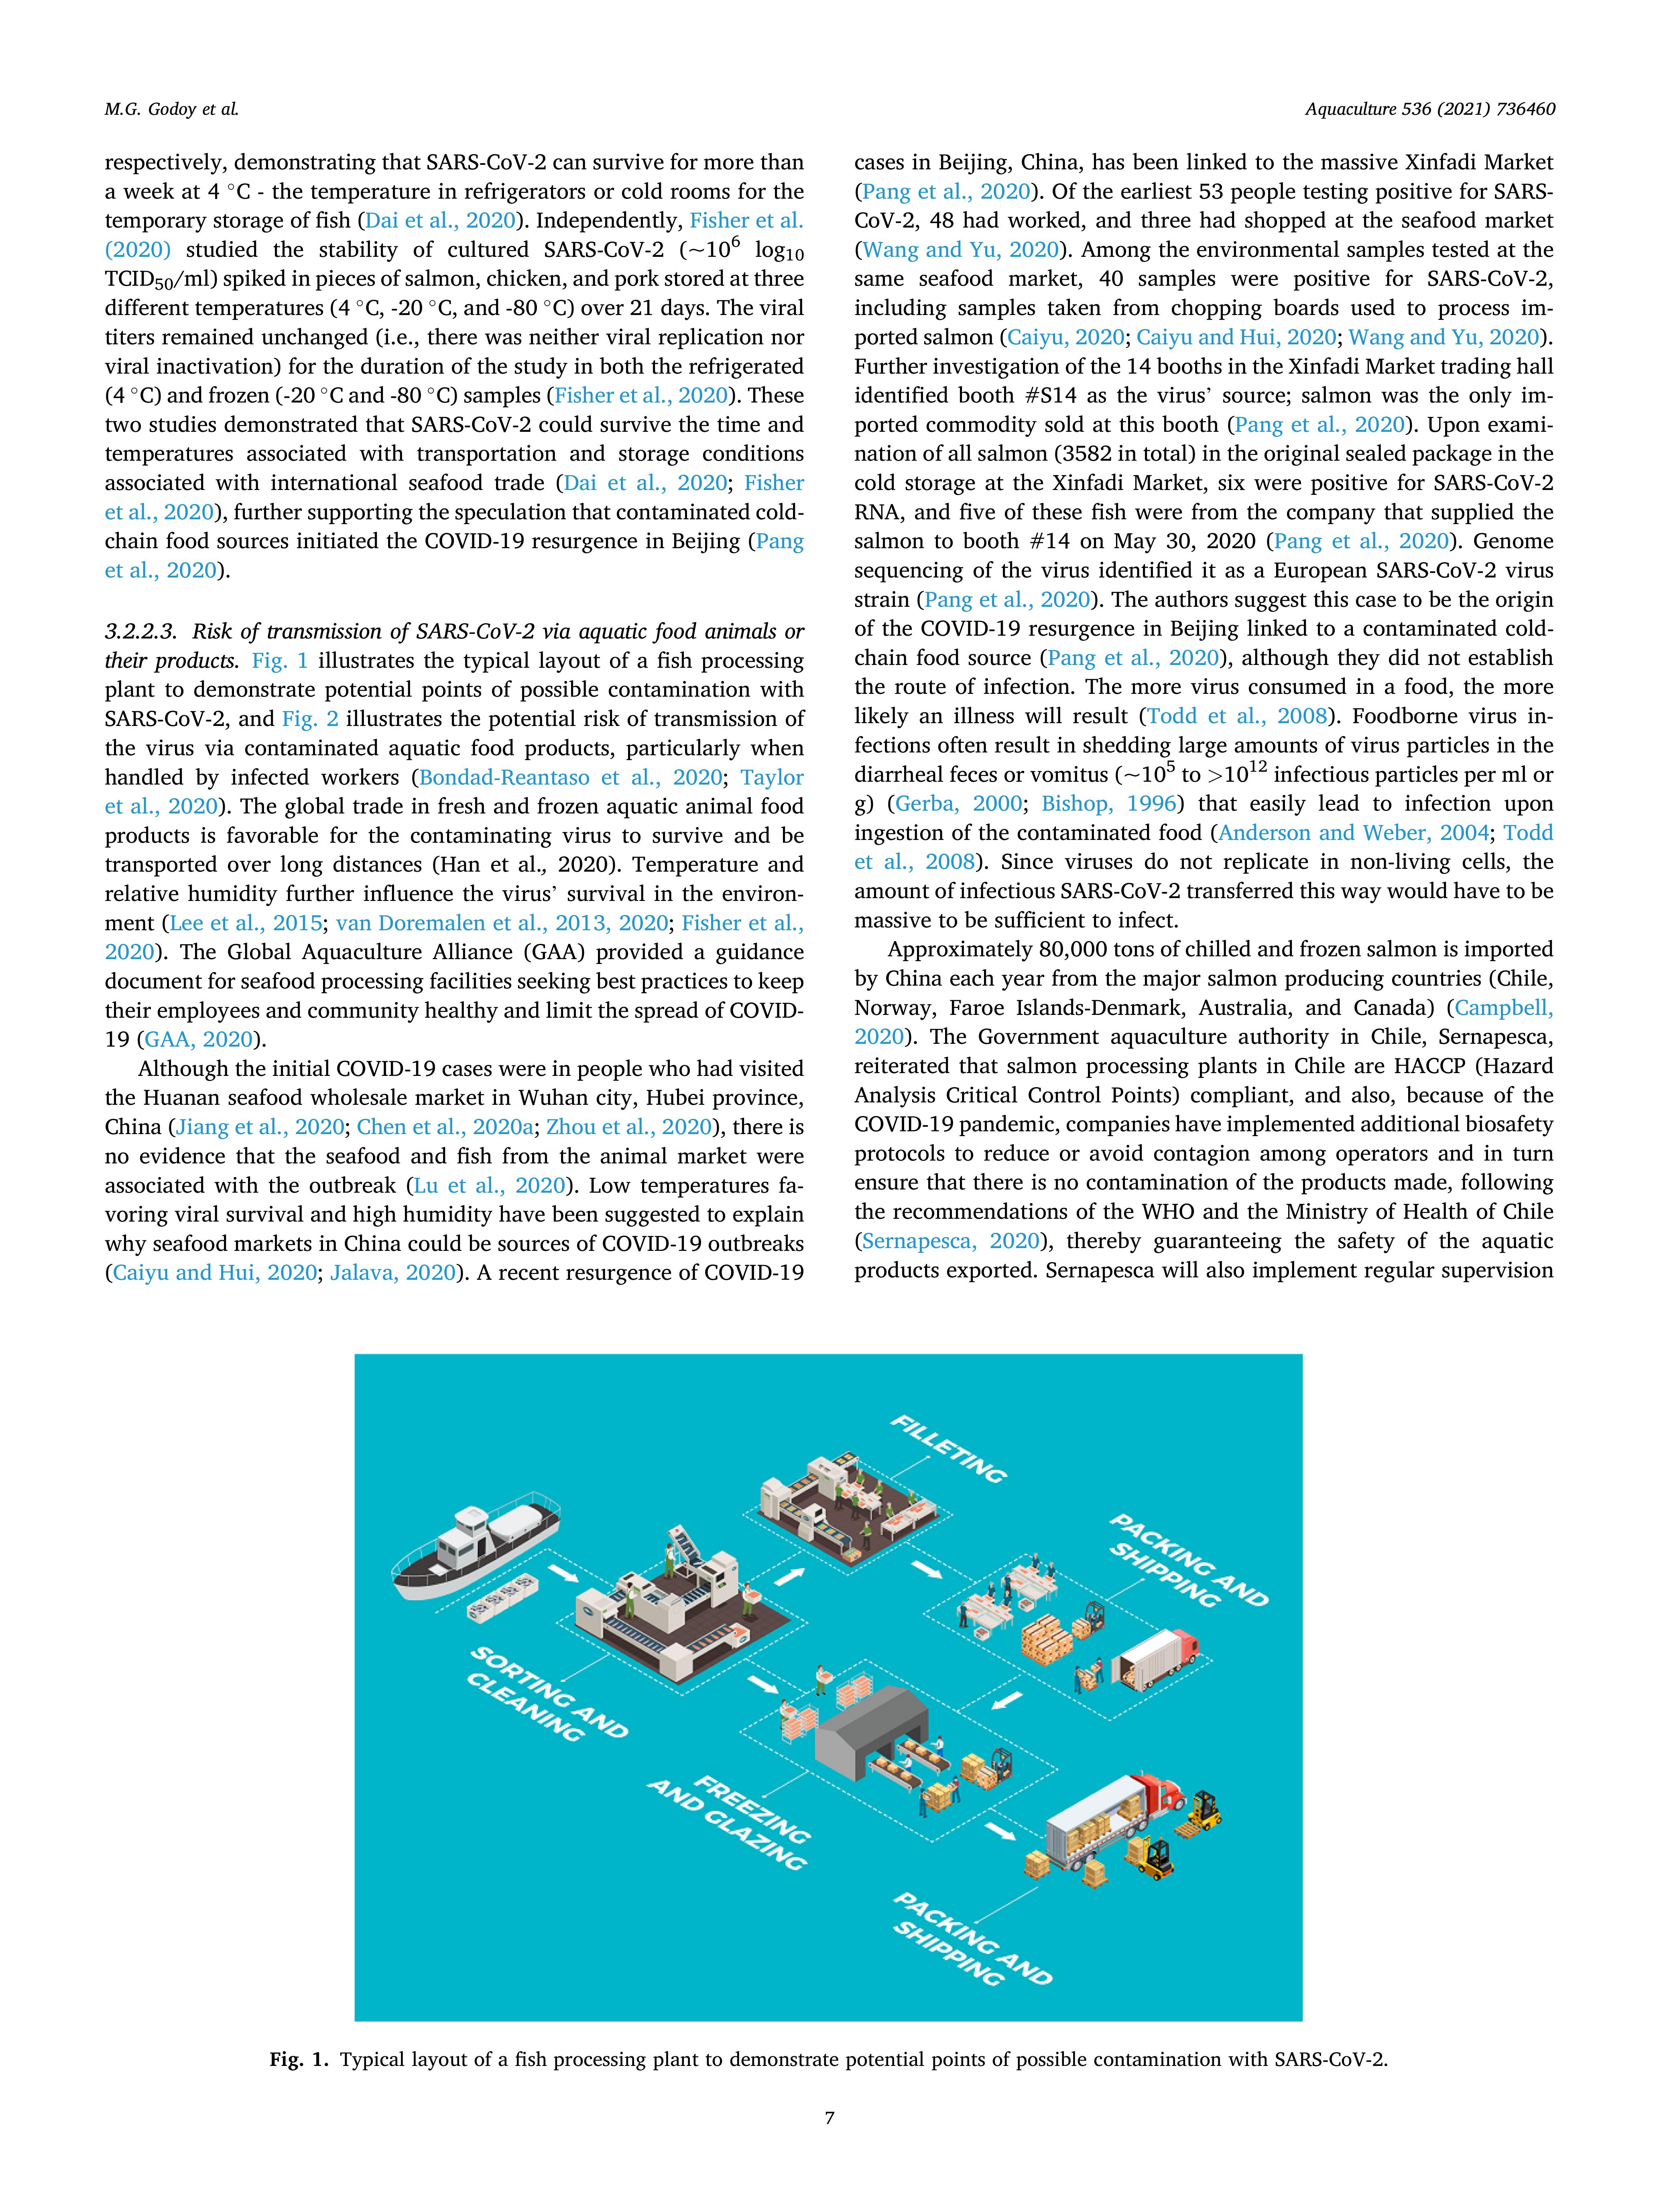 M.G. Godoy et al.
Aquaculture 536 (2021) 736460
respectively, demonstrating that SARS-CoV-2 can survive for more than
a week at 4 °C - the temperature in refrigerators or cold rooms for the
temporary storage of fish (Dai et al., 2020). Independently, Fisher et al.
(2020) studied the stability of cultured SARS-CoV-2 (~10⁶ log₁₀
TCID₅₀/ml) spiked in pieces of salmon, chicken, and pork stored at three
different temperatures (4 °C, -20 °C, and -80 °C) over 21 days. The viral
titers remained unchanged (i.e., there was neither viral replication nor
viral inactivation) for the duration of the study in both the refrigerated
(4 °C) and frozen (-20 °C and -80 °C) samples (Fisher et al., 2020). These
two studies demonstrated that SARS-CoV-2 could survive the time and
temperatures associated with transportation and storage conditions
associated with international seafood trade (Dai et al., 2020; Fisher
et al., 2020), further supporting the speculation that contaminated cold-
chain food sources initiated the COVID-19 resurgence in Beijing (Pang
et al., 2020).
3.2.2.3. Risk of transmission of SARS-CoV-2 via aquatic food animals or
their products. Fig. 1 illustrates the typical layout of a fish processing
plant to demonstrate potential points of possible contamination with
SARS-CoV-2, and Fig. 2 illustrates the potential risk of transmission of
the virus via contaminated aquatic food products, particularly when
handled by infected workers (Bondad-Reantaso et al., 2020; Taylor
et al., 2020). The global trade in fresh and frozen aquatic animal food
products is favorable for the contaminating virus to survive and be
transported over long distances (Han et al., 2020). Temperature and
relative humidity further influence the virus’ survival in the environ-
ment (Lee et al., 2015; van Doremalen et al., 2013, 2020; Fisher et al.,
2020). The Global Aquaculture Alliance (GAA) provided a guidance
document for seafood processing facilities seeking best practices to keep
their employees and community healthy and limit the spread of COVID-
19 (GAA, 2020).
Although the initial COVID-19 cases were in people who had visited
the Huanan seafood wholesale market in Wuhan city, Hubei province,
China (Jiang et al., 2020; Chen et al., 2020a; Zhou et al., 2020), there is
no evidence that the seafood and fish from the animal market were
associated with the outbreak (Lu et al., 2020). Low temperatures fa-
voring viral survival and high humidity have been suggested to explain
why seafood markets in China could be sources of COVID-19 outbreaks
(Caiyu and Hui, 2020; Jalava, 2020). A recent resurgence of COVID-19
cases in Beijing, China, has been linked to the massive Xinfadi Market
(Pang et al., 2020). Of the earliest 53 people testing positive for SARS-
CoV-2, 48 had worked, and three had shopped at the seafood market
(Wang and Yu, 2020). Among the environmental samples tested at the
same seafood market, 40 samples were positive for SARS-CoV-2,
including samples taken from chopping boards used to process im-
ported salmon (Caiyu, 2020; Caiyu and Hui, 2020; Wang and Yu, 2020).
Further investigation of the 14 booths in the Xinfadi Market trading hall
identified booth #S14 as the virus’ source; salmon was the only im-
ported commodity sold at this booth (Pang et al., 2020). Upon exami-
nation of all salmon (3582 in total) in the original sealed package in the
cold storage at the Xinfadi Market, six were positive for SARS-CoV-2
RNA, and five of these fish were from the company that supplied the
salmon to booth #14 on May 30, 2020 (Pang et al., 2020). Genome
sequencing of the virus identified it as a European SARS-CoV-2 virus
strain (Pang et al., 2020). The authors suggest this case to be the origin
of the COVID-19 resurgence in Beijing linked to a contaminated cold-
chain food source (Pang et al., 2020), although they did not establish
the route of infection. The more virus consumed in a food, the more
likely an illness will result (Todd et al., 2008). Foodborne virus in-
fections often result in shedding large amounts of virus particles in the
diarrheal feces or vomitus (~10⁵ to >10¹² infectious particles per ml or
g) (Gerba, 2000; Bishop, 1996) that easily lead to infection upon
ingestion of the contaminated food (Anderson and Weber, 2004; Todd
et al., 2008). Since viruses do not replicate in non-living cells, the
amount of infectious SARS-CoV-2 transferred this way would have to be
massive to be sufficient to infect.
Approximately 80,000 tons of chilled and frozen salmon is imported
by China each year from the major salmon producing countries (Chile,
Norway, Faroe Islands-Denmark, Australia, and Canada) (Campbell,
2020). The Government aquaculture authority in Chile, Sernapesca,
reiterated that salmon processing plants in Chile are HACCP (Hazard
Analysis Critical Control Points) compliant, and also, because of the
COVID-19 pandemic, companies have implemented additional biosafety
protocols to reduce or avoid contagion among operators and in turn
ensure that there is no contamination of the products made, following
the recommendations of the WHO and the Ministry of Health of Chile
(Sernapesca, 2020), thereby guaranteeing the safety of the aquatic
products exported. Sernapesca will also implement regular supervision
FILLETING
PACKING AND
SHIPPING
SORTING AND
CLEANING
FREEZING
AND GLAZING
PACKING AND
SHIPPING
Fig. 1. Typical layout of a fish processing plant to demonstrate potential points of possible contamination with SARS-CoV-2.
7